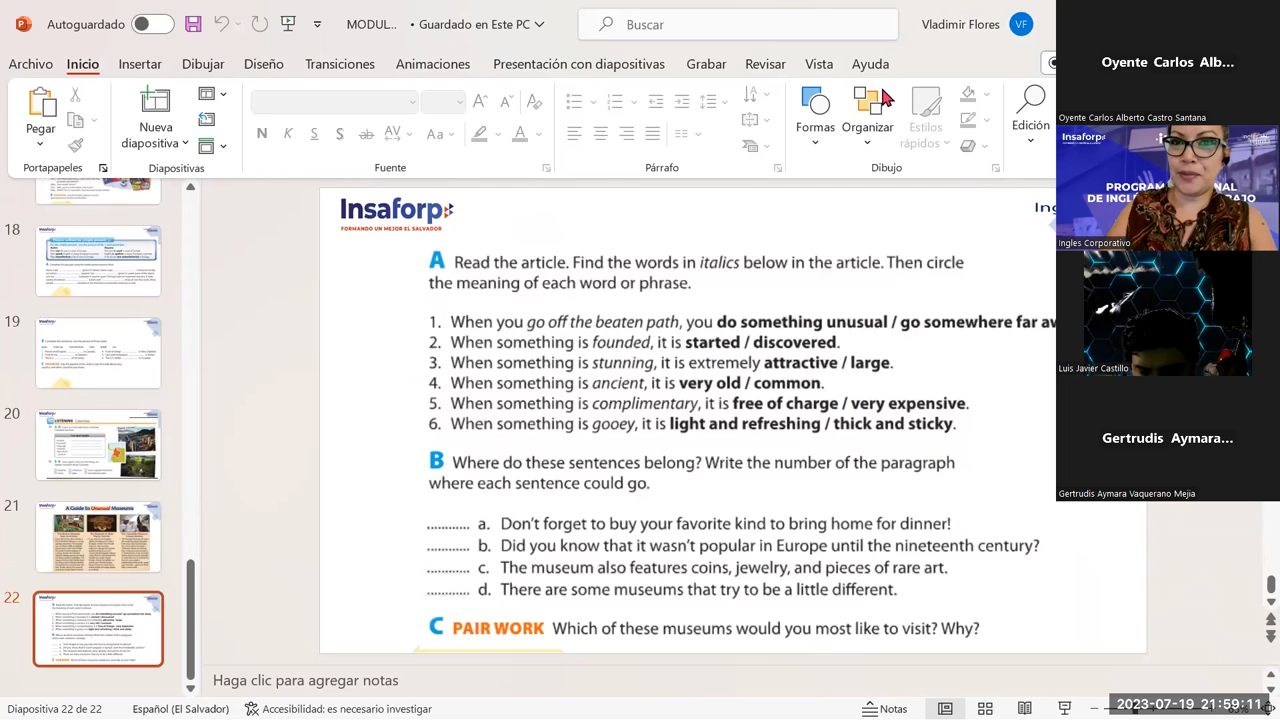 Autoguardado
MODUL... • Guardado en Este PC
Buscar
Vladimir Flores
VF
Archivo Inicio Insertar Dibujar Diseño Transiciones Animaciones Presentación con diapositivas Grabar Revisar Vista Ayuda
Pegar
Nueva diapositiva
Formas
Organizar
Estilos rápidos
Edición
Portapapeles
Diapositivas
Fuente
Párrafo
Dibujo
18
19
20
21
A Guide to Unusual Museums
22
Insaforp
FORMANDO UN MEJOR EL SALVADOR
A Read the article. Find the words in italics below in the article. Then circle
the meaning of each word or phrase.
1. When you go off the beaten path, you do something unusual / go somewhere far aw
2. When something is founded, it is started / discovered.
3. When something is stunning, it is extremely attractive / large.
4. When something is ancient, it is very old / common.
5. When something is complimentary, it is free of charge / very expensive.
6. When something is gooey, it is light and refreshing / thick and sticky.
B Where do these sentences belong? Write the number of the paragraph
where each sentence could go.
............ a. Don't forget to buy your favorite kind to bring home for dinner!
............ b. Did you know that it wasn't popular in Europe until the nineteenth century?
............ c. The museum also features coins, jewelry, and pieces of rare art.
............ d. There are some museums that try to be a little different.
C PAIR WORK Which of these museums would you most like to visit? Why?
Haga clic para agregar notas
Diapositiva 22 de 22
Español (El Salvador)
Accesibilidad: es necesario investigar
Notas
2023-07-19 21:59:11
Oyente Carlos Alb...
Oyente Carlos Alberto Castro Santana
Insaforp
Ingles Corporativo
Luis Javier Castillo
Gertrudis Aymara...
Gertrudis Aymara Vaquerano Mejia